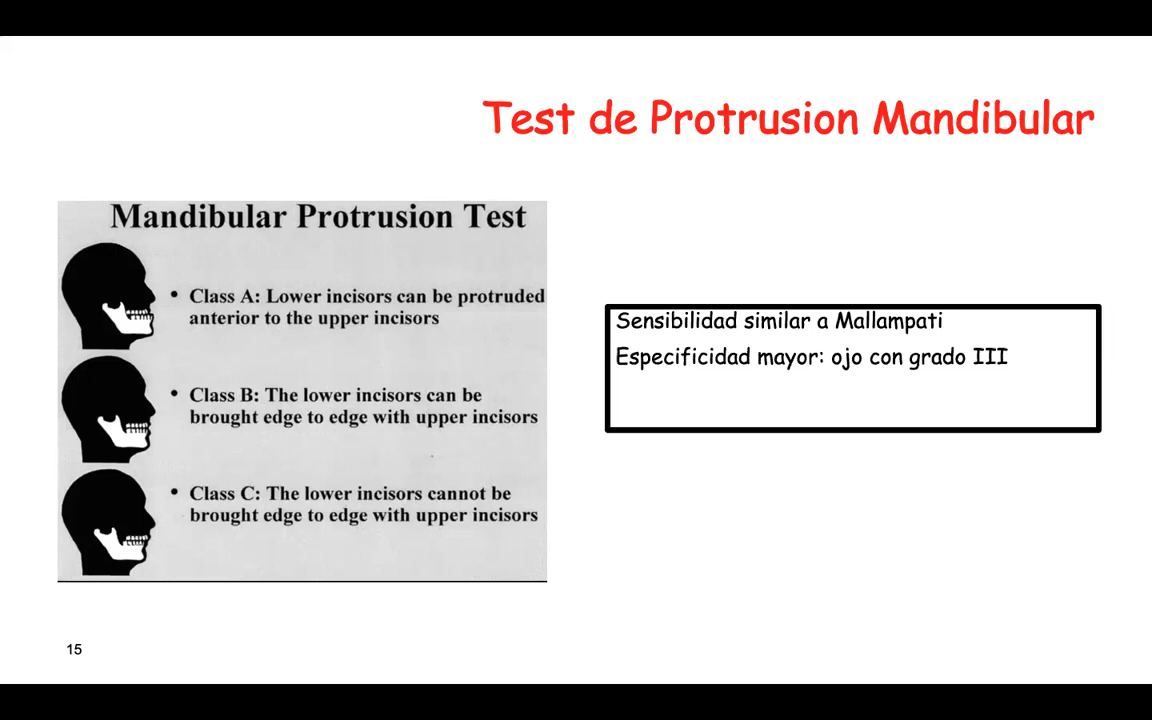 Test de Protrusion Mandibular
Mandibular Protrusion Test
• Class A: Lower incisors can be protruded
anterior to the upper incisors
• Class B: The lower incisors can be
brought edge to edge with upper incisors
• Class C: The lower incisors cannot be
brought edge to edge with upper incisors
Sensibilidad similar a Mallampati
Especificidad mayor: ojo con grado III
15